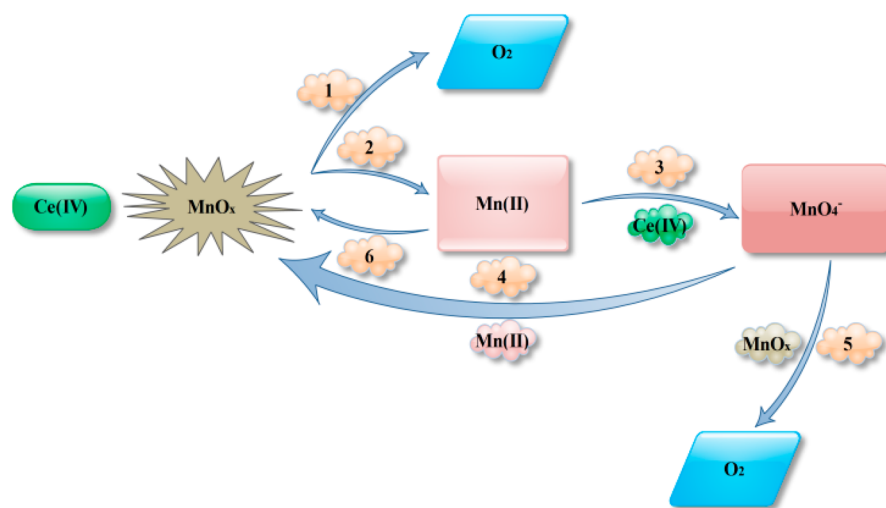 O₂
1
2
3
Ce(IV)
MnOₓ
Mn(II)
MnO₄⁻
Ce(IV)
6
4
Mn(II)
MnOₓ
5
O₂